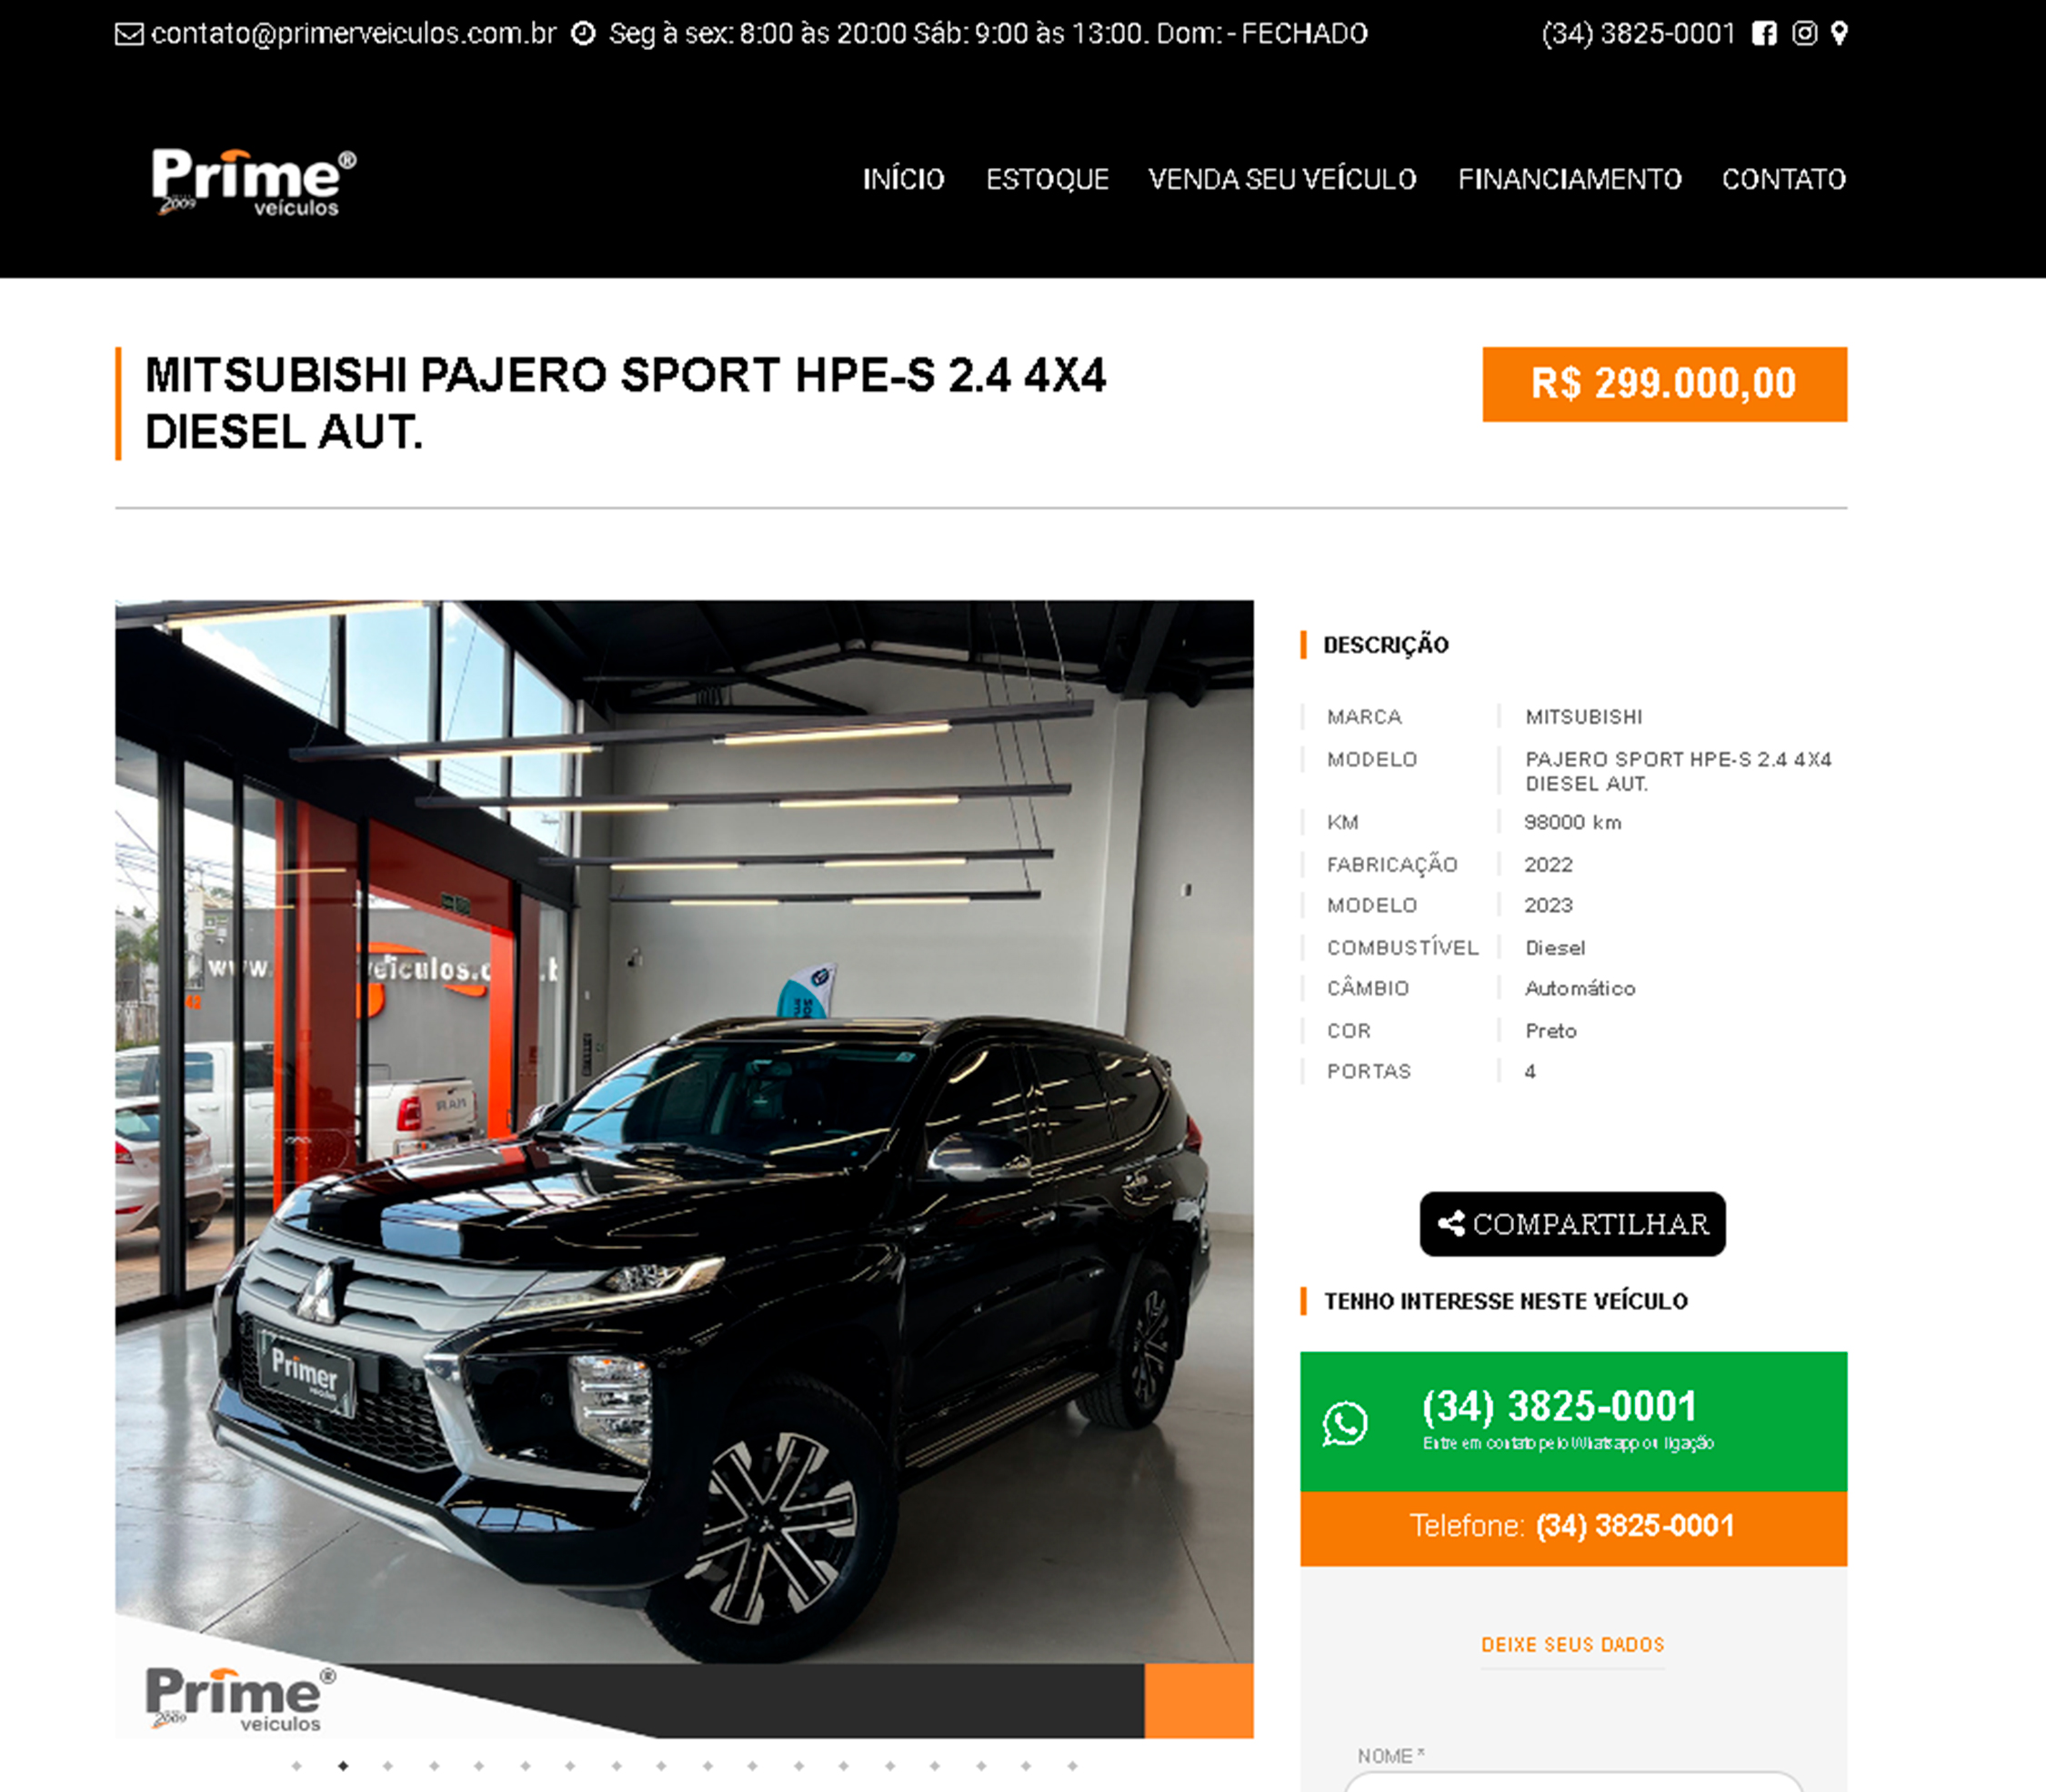 contato@primerveiculos.com.br Seg à sex: 8:00 às 20:00 Sáb: 9:00 às 13:00. Dom: - FECHADO (34) 3825-0001
Prime®
2009 veículos
INÍCIO ESTOQUE VENDA SEU VEÍCULO FINANCIAMENTO CONTATO
MITSUBISHI PAJERO SPORT HPE-S 2.4 4X4
DIESEL AUT.
R$ 299.000,00
www. veiculos.c
42
RAM
Primer
veículos
Prime®
2009 veículos
DESCRIÇÃO
MARCA MITSUBISHI
MODELO PAJERO SPORT HPE-S 2.4 4X4
DIESEL AUT.
KM 98000 km
FABRICAÇÃO 2022
MODELO 2023
COMBUSTÍVEL Diesel
CÂMBIO Automático
COR Preto
PORTAS 4
COMPARTILHAR
TENHO INTERESSE NESTE VEÍCULO
(34) 3825-0001
Entre em contato pelo Whatsapp ou ligação
Telefone: (34) 3825-0001
DEIXE SEUS DADOS
NOME *